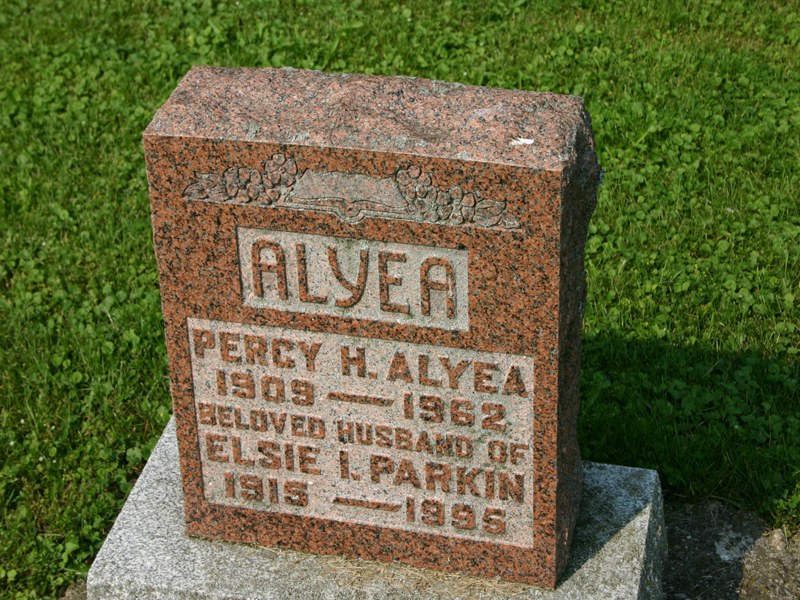 ALYEA
PERCY H. ALYEA
1909 — 1962
BELOVED HUSBAND OF
ELSIE I. PARKIN
1915 — 1995